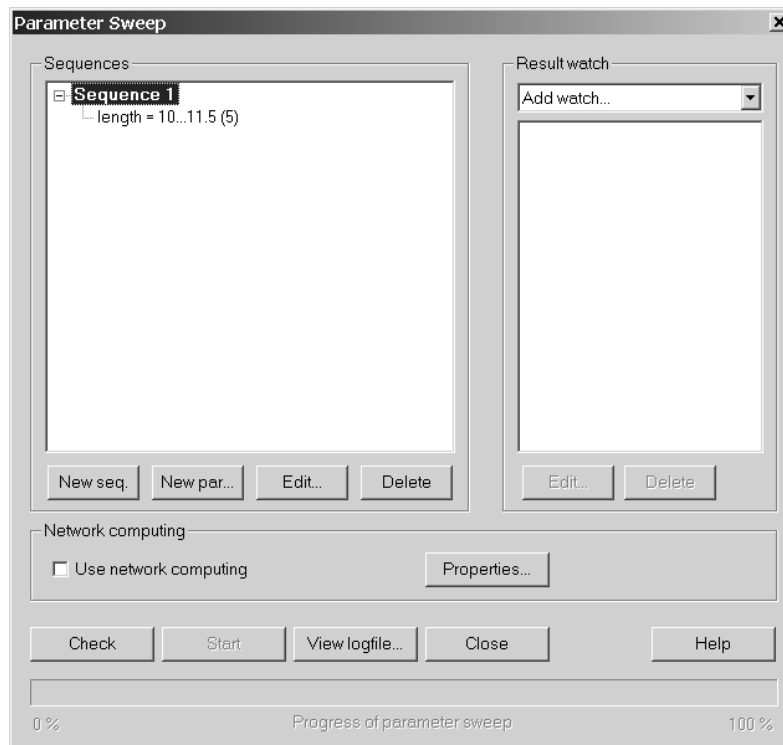 Parameter Sweep
Sequences
Sequence 1
length = 10...11.5 (5)
New seq.
New par...
Edit...
Delete
Result watch
Add watch...
Edit...
Delete
Network computing
Use network computing
Properties...
Check
Start
View logfile...
Close
Help
0 %
Progress of parameter sweep
100 %